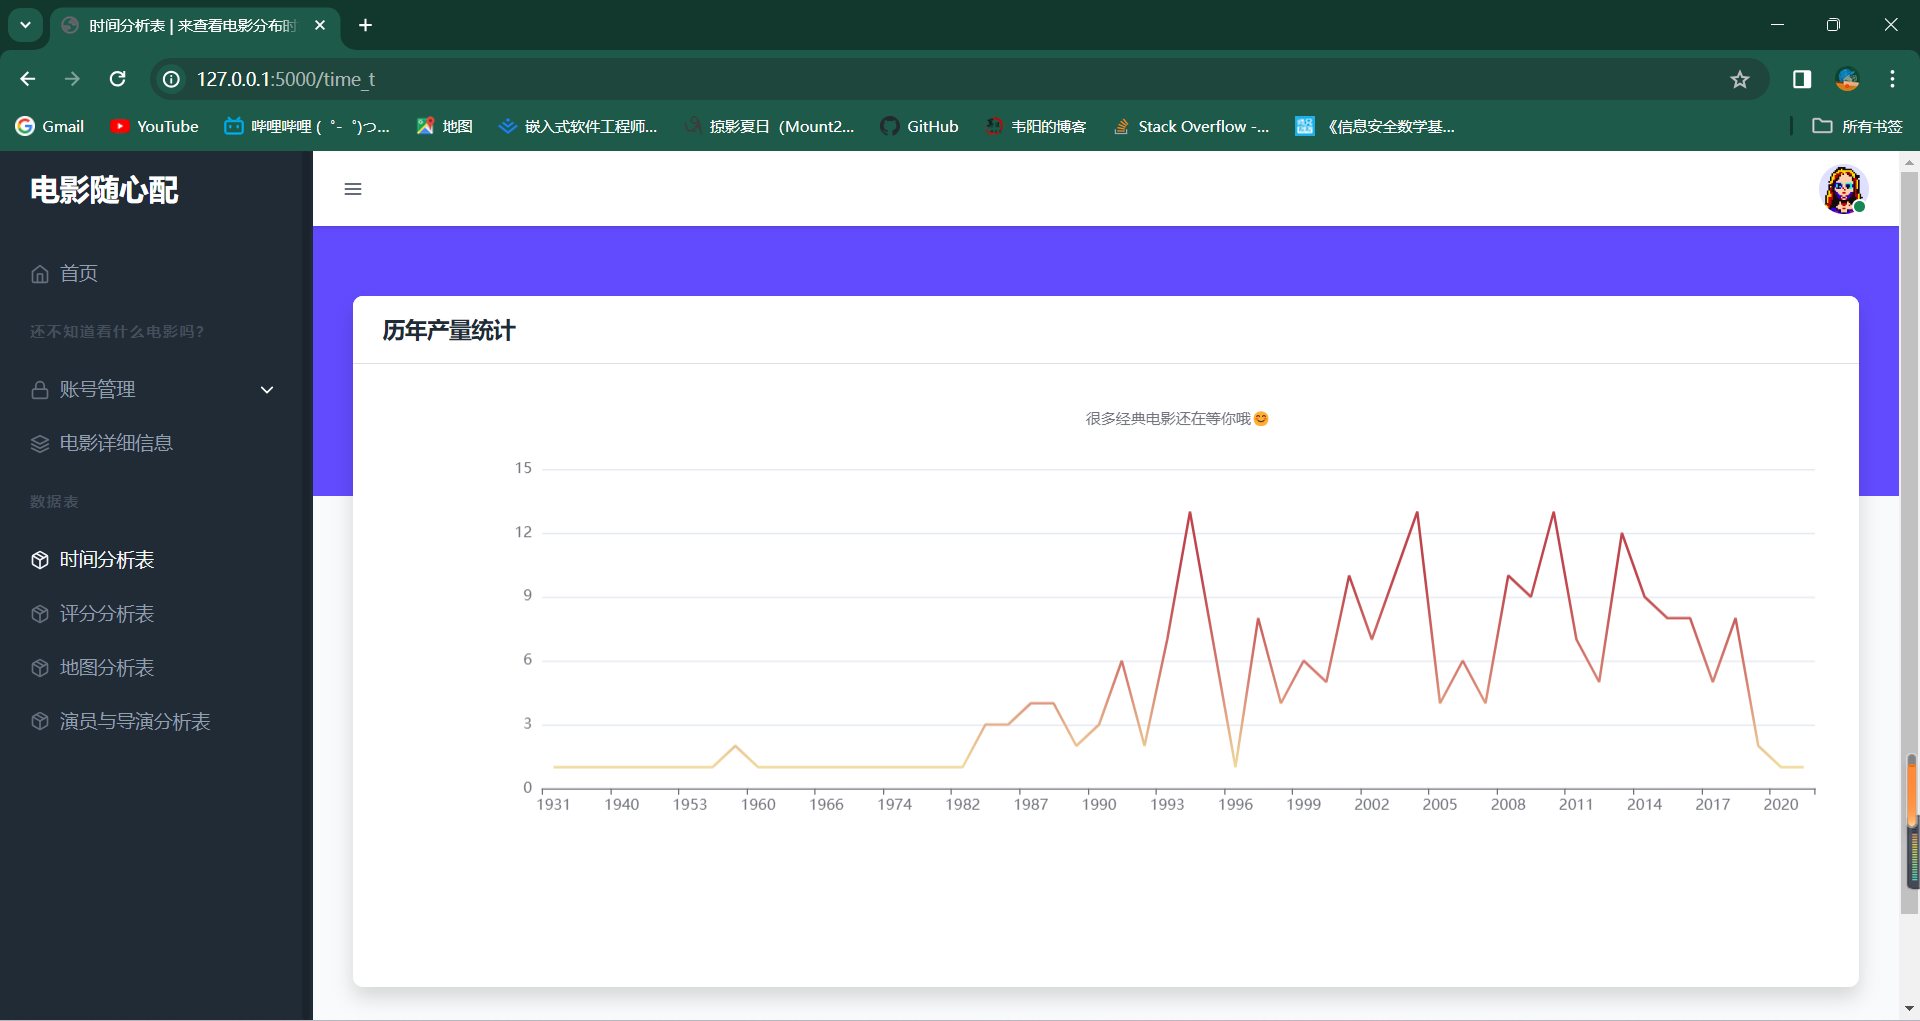 时间分析表 | 来查看电影分布时
127.0.0.1:5000/time_t
Gmail
YouTube
哔哩哔哩 ( ゜- ゜)つ...
地图
嵌入式软件工程师...
掠影夏日（Mount2...
GitHub
韦阳的博客
Stack Overflow -...
《信息安全数学基...
所有书签
电影随心配
首页
还不知道看什么电影吗?
账号管理
电影详细信息
数据表
时间分析表
评分分析表
地图分析表
演员与导演分析表
历年产量统计
很多经典电影还在等你哦😊
15
12
9
6
3
0
1931 1940 1953 1960 1966 1974 1982 1987 1990 1993 1996 1999 2002 2005 2008 2011 2014 2017 2020